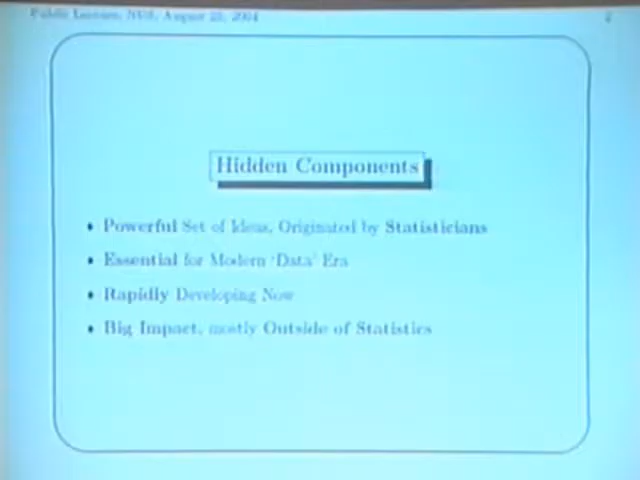 Public Lecture, NUS, August 2004
Hidden Components
• Powerful Set of Ideas, Originated by Statisticians
• Essential for Modern 'Data' Era
• Rapidly Developing Now
• Big Impact, mostly Outside of Statistics